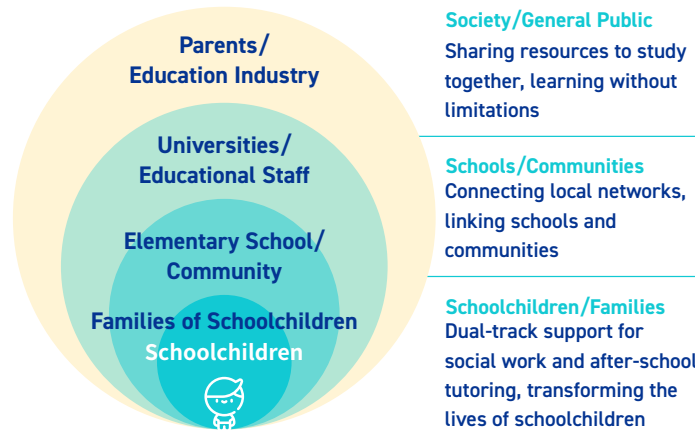 Parents/
Education Industry
Universities/
Educational Staff
Elementary School/
Community
Families of Schoolchildren
Schoolchildren
Society/General Public
Sharing resources to study
together, learning without
limitations
Schools/Communities
Connecting local networks,
linking schools and
communities
Schoolchildren/Families
Dual-track support for
social work and after-school
tutoring, transforming the
lives of schoolchildren